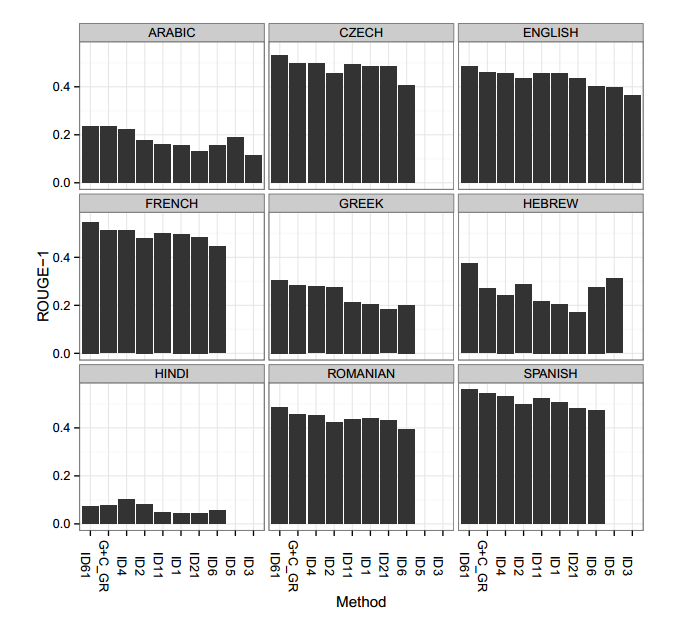 ARABIC CZECH ENGLISH
0.4
0.2
0.0
FRENCH GREEK HEBREW
0.4
0.2
0.0
ROUGE−1
HINDI ROMANIAN SPANISH
0.4
0.2
0.0
ID61 G+C_GR ID4 ID2 ID11 ID1 ID21 ID6 ID5 ID3 ID61 G+C_GR ID4 ID2 ID11 ID1 ID21 ID6 ID5 ID3 ID61 G+C_GR ID4 ID2 ID11 ID1 ID21 ID6 ID5 ID3
Method